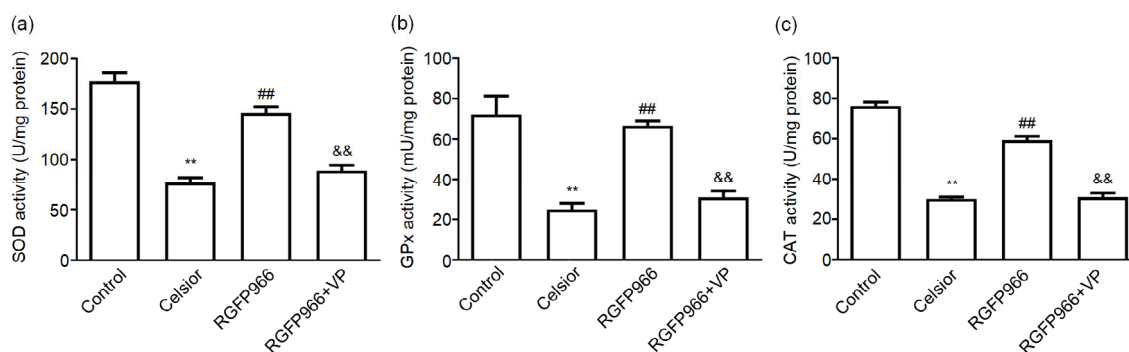 (a)
SOD activity (U/mg protein)
200
150
100
50
0
**
##
&&
Control
Celsior
RGFP966
RGFP966+VP
(b)
GPx activity (mU/mg protein)
100
80
60
40
20
0
**
##
&&
Control
Celsior
RGFP966
RGFP966+VP
(c)
CAT activity (U/mg protein)
100
80
60
40
20
0
**
##
&&
Control
Celsior
RGFP966
RGFP966+VP